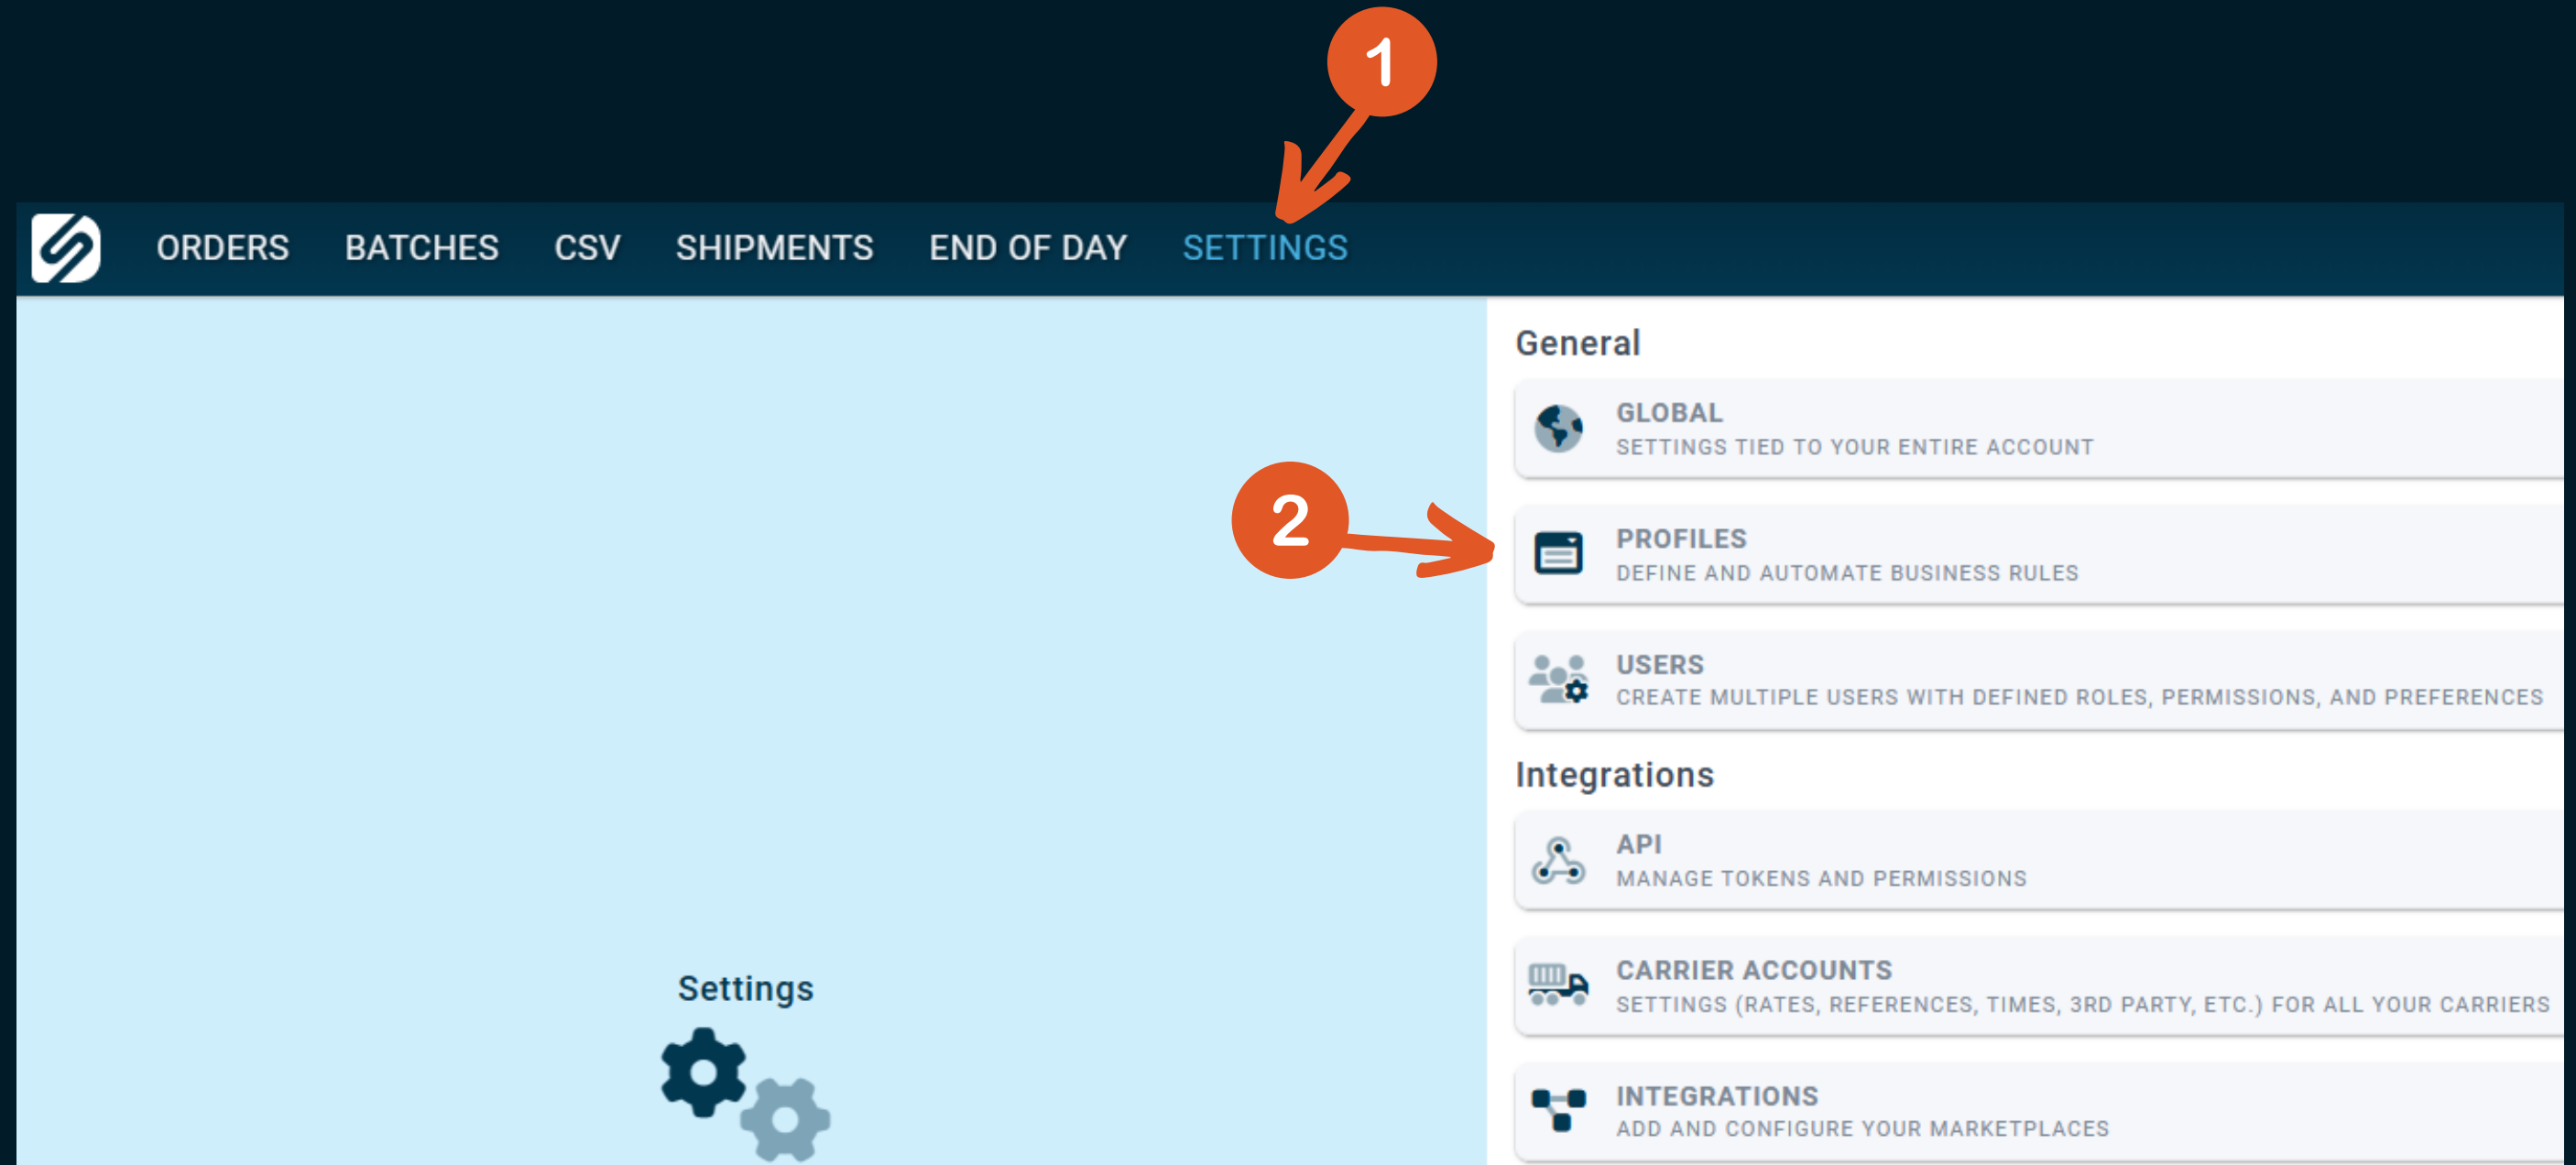 1
ORDERS BATCHES CSV SHIPMENTS END OF DAY SETTINGS
General
GLOBAL
SETTINGS TIED TO YOUR ENTIRE ACCOUNT
2
PROFILES
DEFINE AND AUTOMATE BUSINESS RULES
USERS
CREATE MULTIPLE USERS WITH DEFINED ROLES, PERMISSIONS, AND PREFERENCES
Integrations
API
MANAGE TOKENS AND PERMISSIONS
CARRIER ACCOUNTS
SETTINGS (RATES, REFERENCES, TIMES, 3RD PARTY, ETC.) FOR ALL YOUR CARRIERS
Settings
INTEGRATIONS
ADD AND CONFIGURE YOUR MARKETPLACES